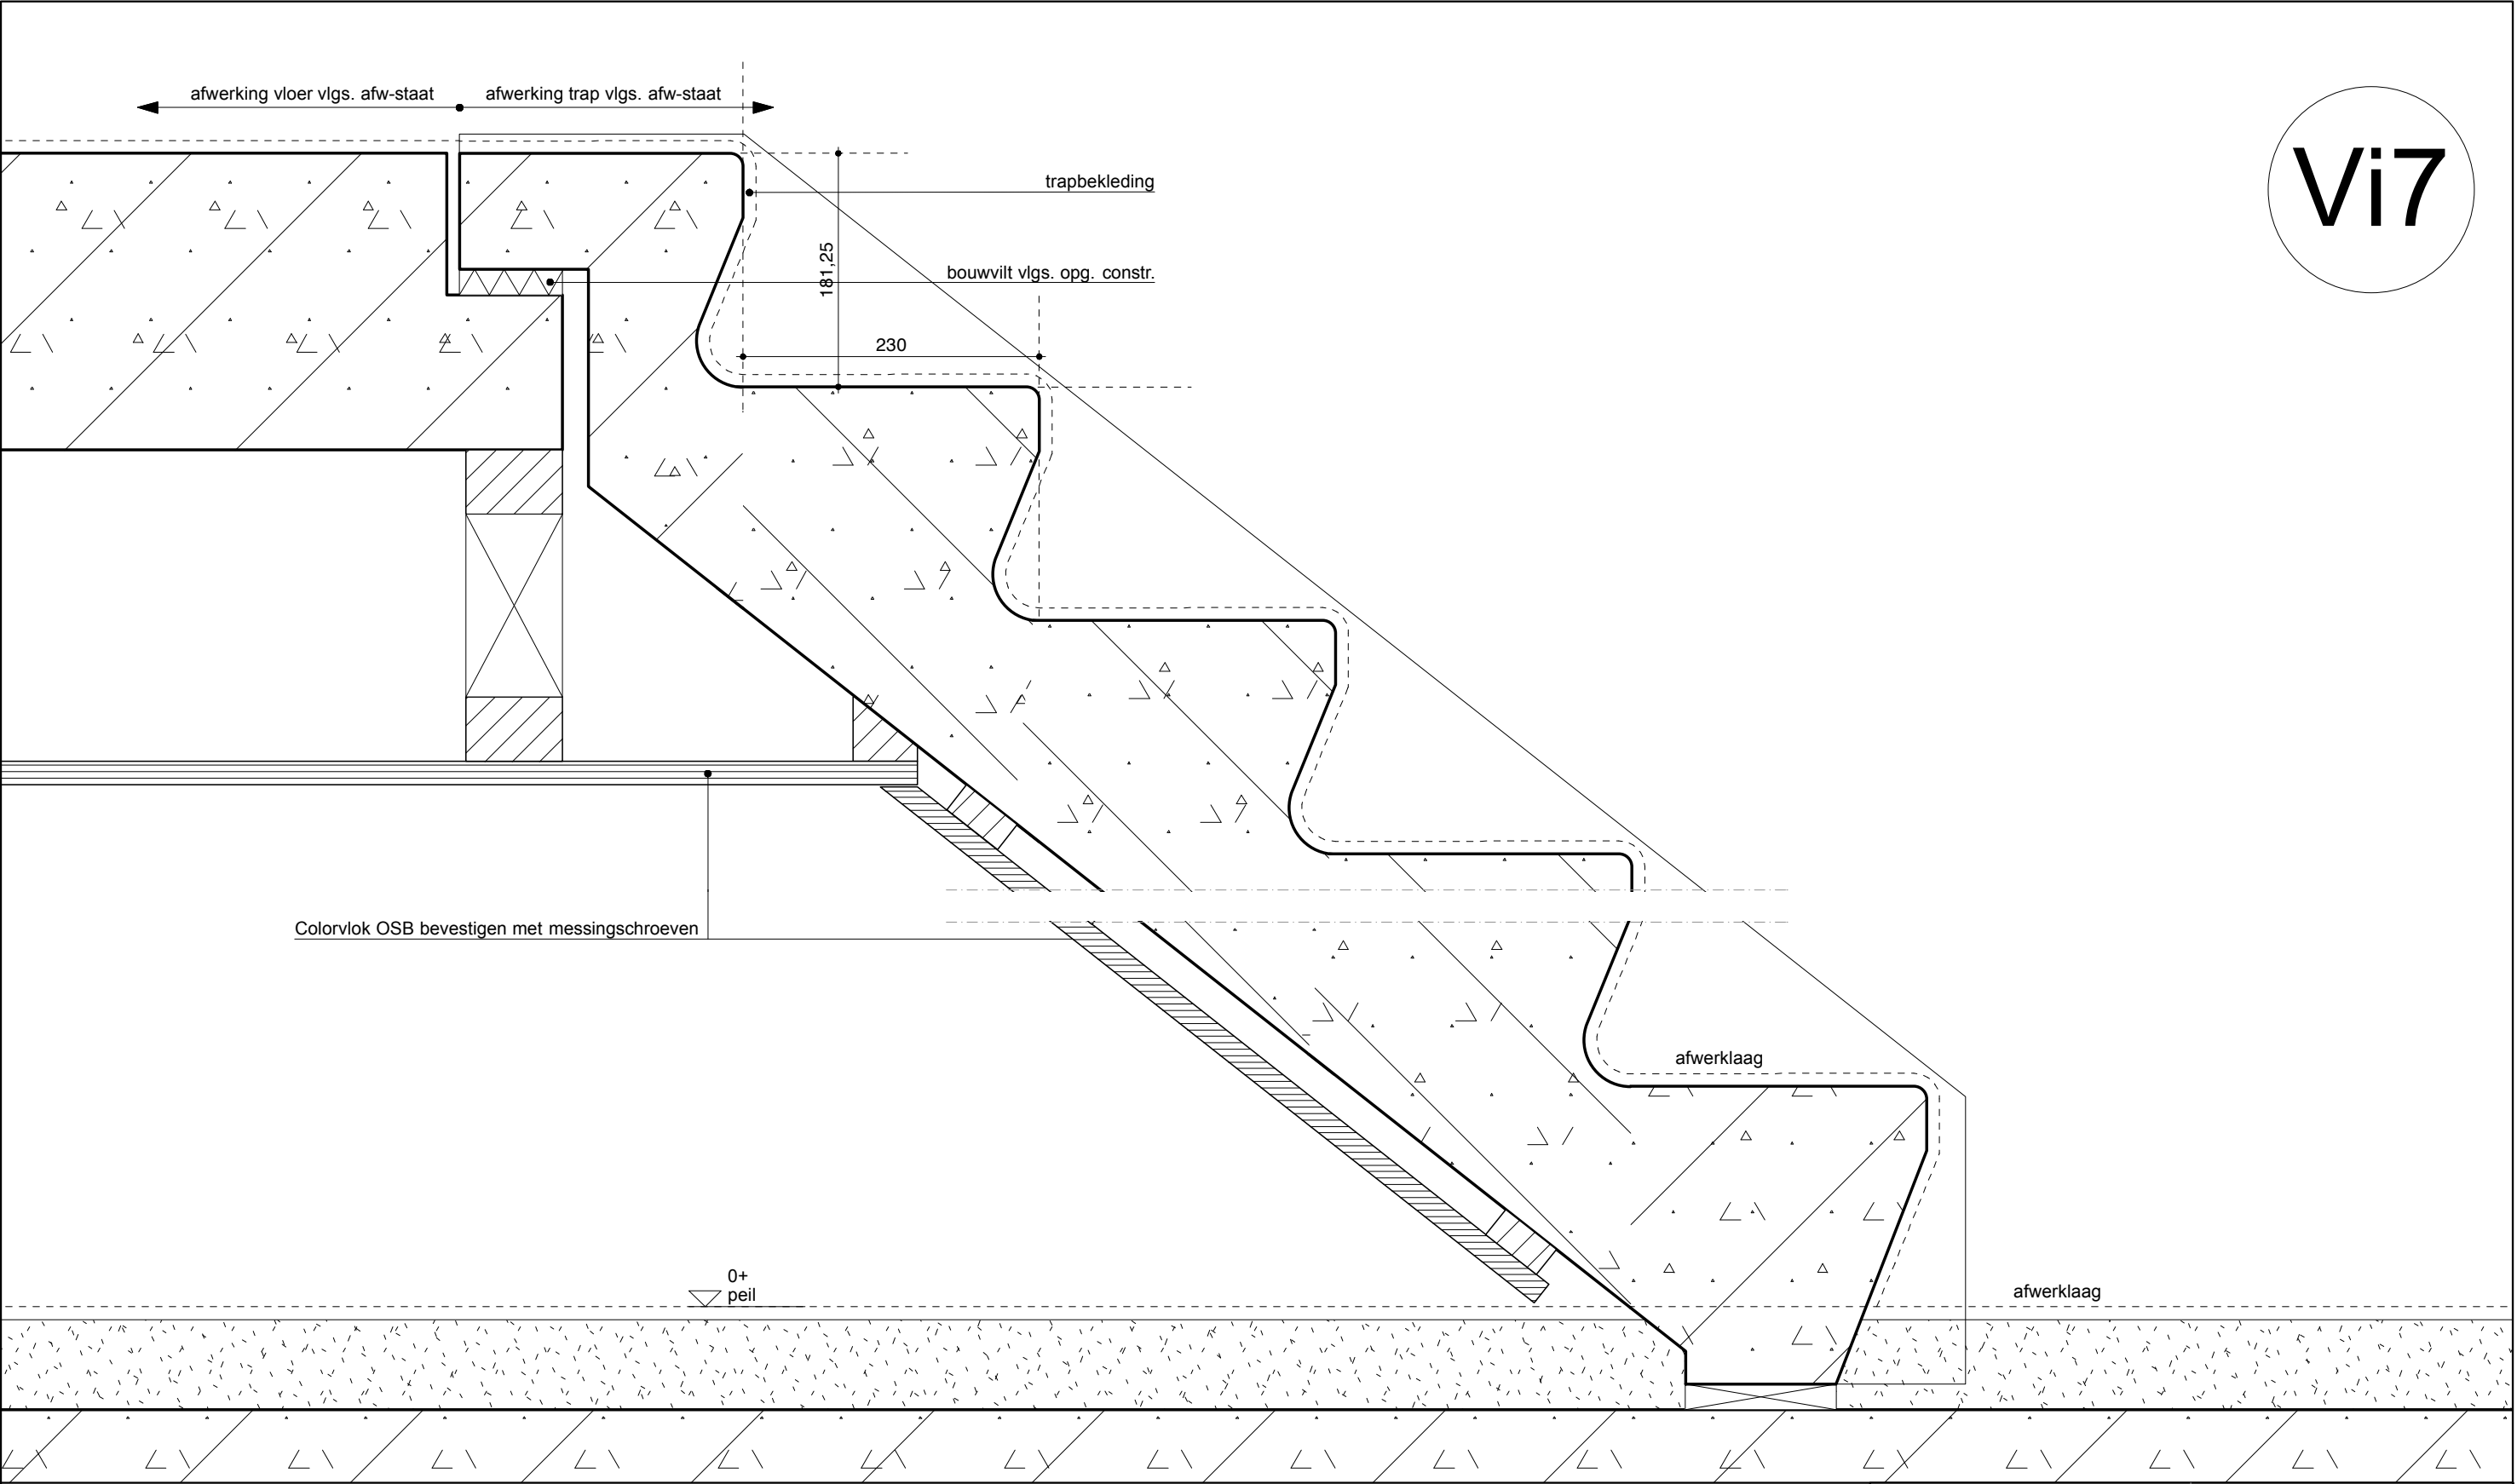 afwerking vloer vlgs. afw-staat
afwerking trap vlgs. afw-staat
Vi7
trapbekleding
181,25
bouwvilt vlgs. opg. constr.
230
Colorvlok OSB bevestigen met messingschroeven
afwerklaag
0+
peil
afwerklaag